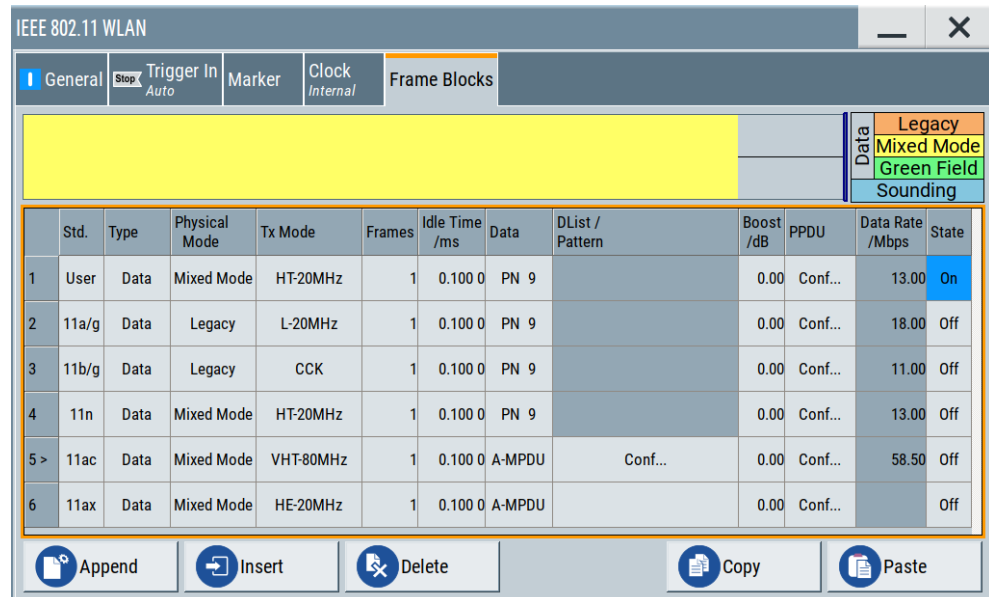 IEEE 802.11 WLAN
General Stop Trigger In Auto Marker Clock Internal Frame Blocks
Data
Legacy
Mixed Mode
Green Field
Sounding
Std. Type Physical Mode Tx Mode Frames Idle Time /ms Data DList / Pattern Boost /dB PPDU Data Rate /Mbps State
1 User Data Mixed Mode HT-20MHz 1 0.100 0 PN 9 0.00 Conf... 13.00 On
2 11a/g Data Legacy L-20MHz 1 0.100 0 PN 9 0.00 Conf... 18.00 Off
3 11b/g Data Legacy CCK 1 0.100 0 PN 9 0.00 Conf... 11.00 Off
4 11n Data Mixed Mode HT-20MHz 1 0.100 0 PN 9 0.00 Conf... 13.00 Off
5 > 11ac Data Mixed Mode VHT-80MHz 1 0.100 0 A-MPDU Conf... 0.00 Conf... 58.50 Off
6 11ax Data Mixed Mode HE-20MHz 1 0.100 0 A-MPDU 0.00 Conf... Off
Append Insert Delete Copy Paste